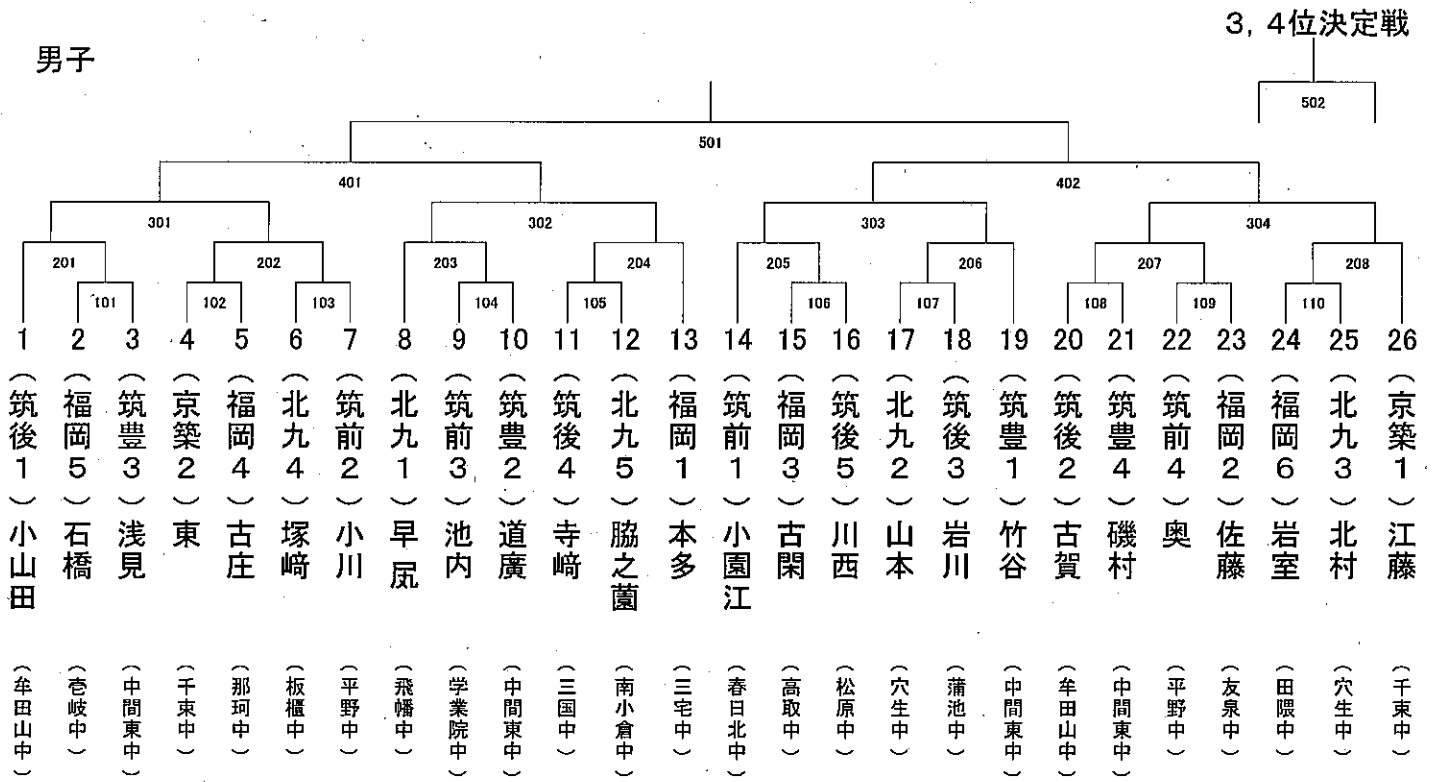 3, 4位決定戦
男子
502
501
401
402
301
302
303
304
201
202
203
204
205
206
207
208
101
102
103
104
105
106
107
108
109
110
1 2 3 4 5 6 7 8 9 10 11 12 13 14 15 16 17 18 19 20 21 22 23 24 25 26
(筑後1)小山田(牟田山中)
(福岡5)石橋(壱岐中)
(筑豊3)浅見(中間東中)
(京築2)東(千束中)
(福岡4)古庄(那珂中)
(北九4)塚﨑(板櫃中)
(筑前2)小川(平野中)
(北九1)早凨(飛幡中)
(筑前3)池内(学業院中)
(筑豊2)道廣(中間東中)
(筑後4)寺﨑(三国中)
(北九5)脇之薗(南小倉中)
(福岡1)本多(三宅中)
(筑前1)小園江(春日北中)
(福岡3)古閑(高取中)
(筑後5)川西(松原中)
(北九2)山本(穴生中)
(筑後3)岩川(蒲池中)
(筑豊1)竹谷(中間東中)
(筑後2)古賀(牟田山中)
(筑豊4)磯村(中間東中)
(筑前4)奥(平野中)
(福岡2)佐藤(友泉中)
(福岡6)岩室(田隈中)
(北九3)北村(穴生中)
(京築1)江藤(千束中)